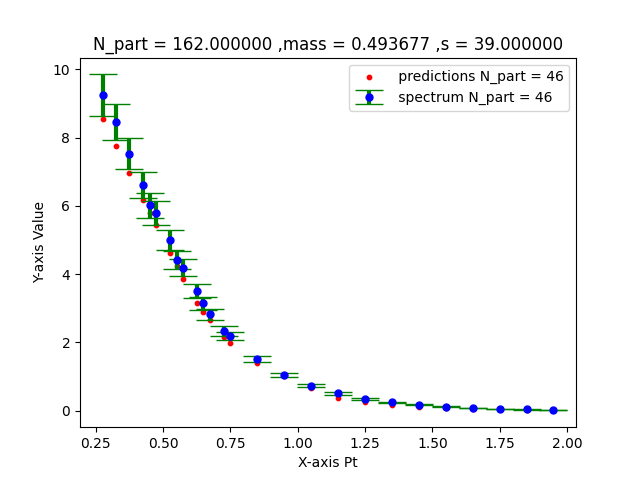 N_part = 162.000000 ,mass = 0.493677 ,s = 39.000000
predictions N_part = 46
spectrum N_part = 46
Y-axis Value
10
8
6
4
2
0
0.25 0.50 0.75 1.00 1.25 1.50 1.75 2.00
X-axis Pt